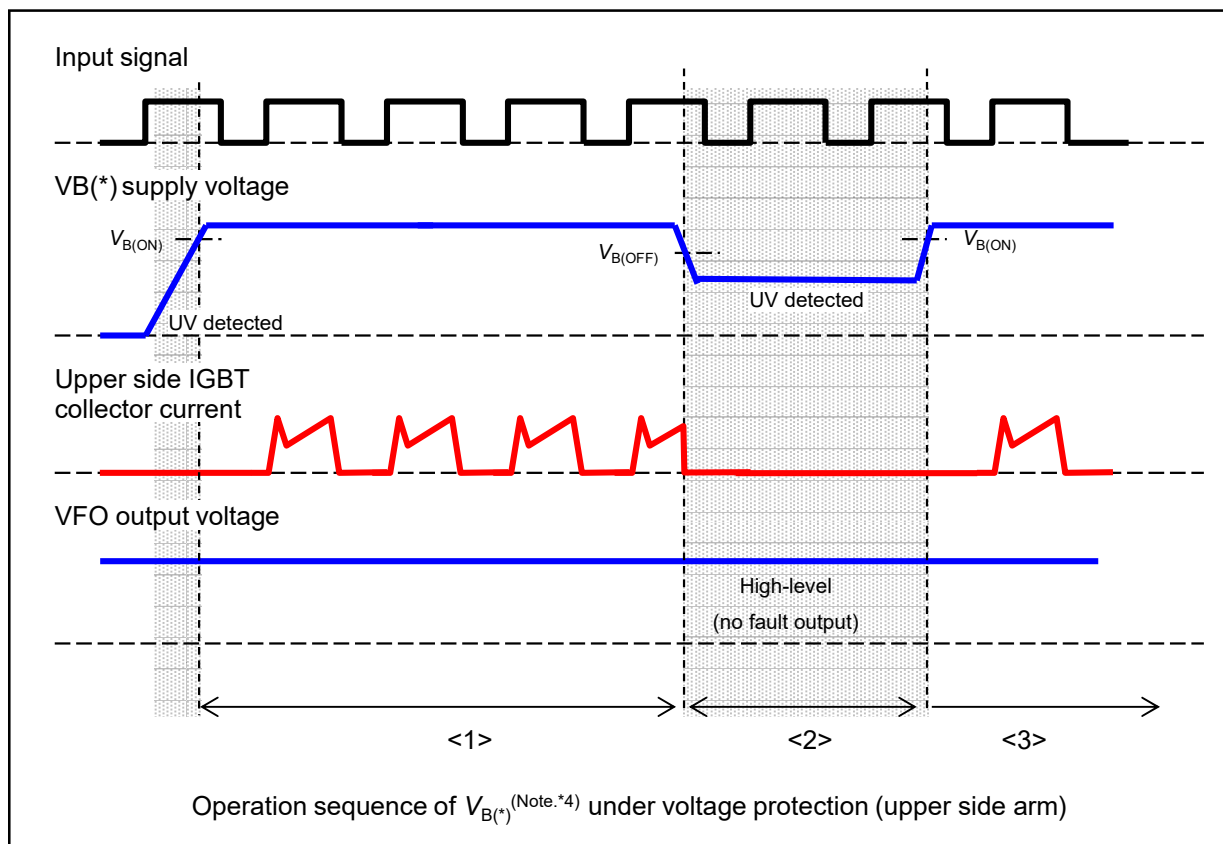 Input signal
VB(*) supply voltage
VB(ON)
VB(OFF)
VB(ON)
UV detected
UV detected
Upper side IGBT
collector current
VFO output voltage
High-level
(no fault output)
<1>
<2>
<3>
Operation sequence of VB(*)(Note.*4) under voltage protection (upper side arm)